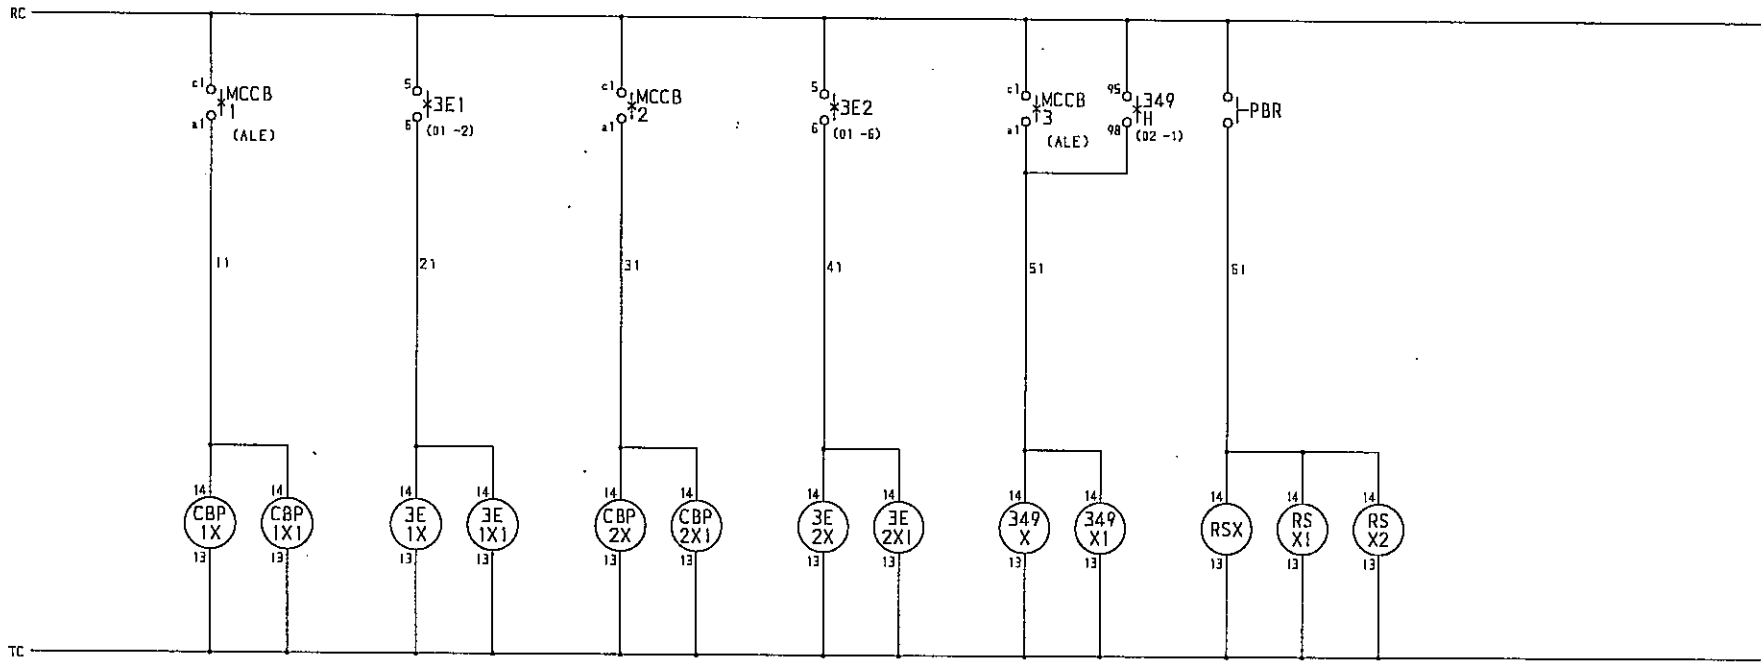 RC
c1 MCCB 1 a1 (ALE)
5 3E1 6 (01 -2)
c1 MCCB 2 a1
5 3E2 6 (01 -6)
c1 MCCB 3 a1 (ALE)
95 349 H 98 (02 -1)
PBR
11
21
31
41
51
61
14 CBP 1X 13
14 CBP 1X1 13
14 3E 1X 13
14 3E 1X1 13
14 CBP 2X 13
14 CBP 2X1 13
14 3E 2X 13
14 3E 2X1 13
14 349 X 13
14 349 X1 13
14 RSX 13
14 RS X1 13
14 RS X2 13
TC